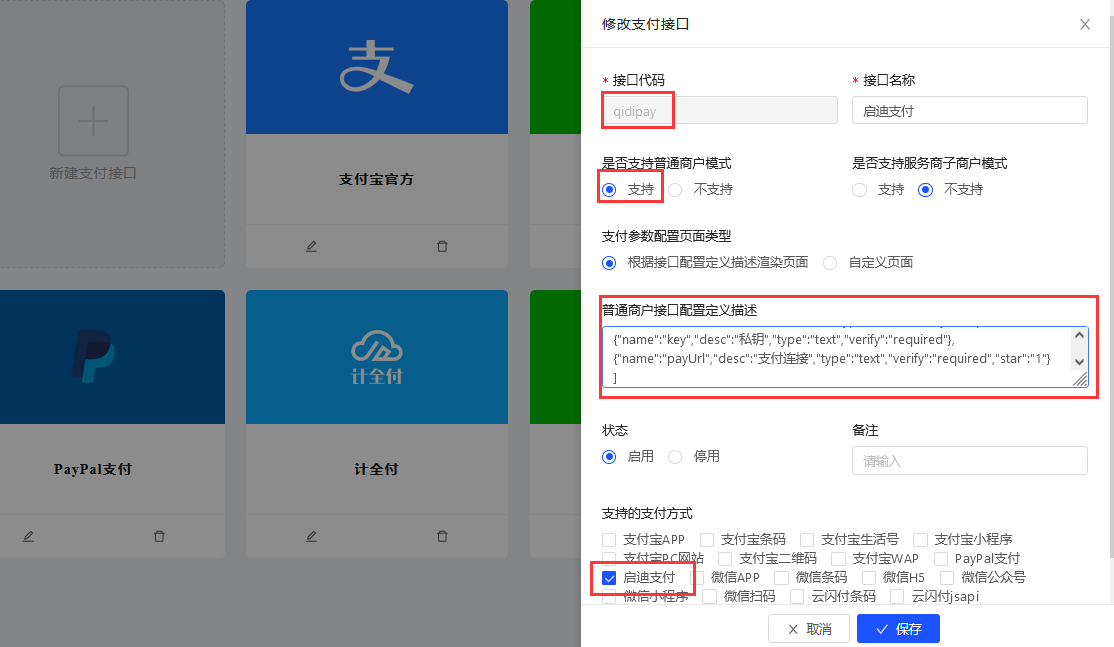 新建支付接口
支付宝官方
PayPal支付
计全付
计全付
修改支付接口
* 接口代码
* 接口名称
qidipay
启迪支付
是否支持普通商户模式
是否支持服务商子商户模式
支持
不支持
支持
不支持
支付参数配置页面类型
根据接口配置定义描述渲染页面
自定义页面
普通商户接口配置定义描述
{"name":"key","desc":"私钥","type":"text","verify":"required"},
{"name":"payUrl","desc":"支付连接","type":"text","verify":"required","star":"1"}
]
状态
备注
启用
停用
请输入
支持的支付方式
支付宝APP 支付宝条码 支付宝生活号 支付宝小程序
支付宝PC网站 支付宝二维码 支付宝WAP PayPal支付
启迪支付 微信APP 微信条码 微信H5 微信公众号
微信小程序 微信扫码 云闪付条码 云闪付jsapi
取消
保存